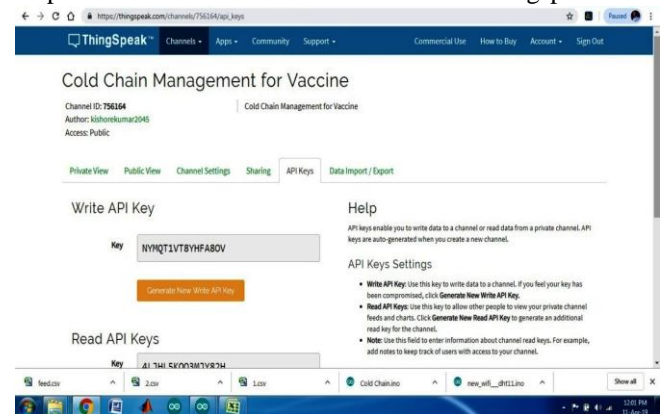 https://thingspeak.com/channels/756164/api_keys
Paused
ThingSpeak™ Channels Apps Community Support Commercial Use How to Buy Account Sign Out
Cold Chain Management for Vaccine
Channel ID: 756164
Author: kishorekumar2045
Access: Public
Cold Chain Management for Vaccine
Private View Public View Channel Settings Sharing API Keys Data Import / Export
Write API Key
Key NYMQT1VT8YHFA8OV
Generate New Write API Key
Read API Keys
Key
Help
API keys enable you to write data to a channel or read data from a private channel. API
keys are auto-generated when you create a new channel.
API Keys Settings
• Write API Key: Use this key to write data to a channel. If you feel your key has
been compromised, click Generate New Write API Key.
• Read API Keys: Use this key to allow other people to view your private channel
feeds and charts. Click Generate New Read API Key to generate an additional
read key for the channel.
• Note: Use this field to enter information about channel read keys. For example,
add notes to keep track of users with access to your channel.
feed.csv 2.csv 1.csv Cold Chain.ino new_wifi__dht11.ino Show all X
12:01 PM
11-Apr-19